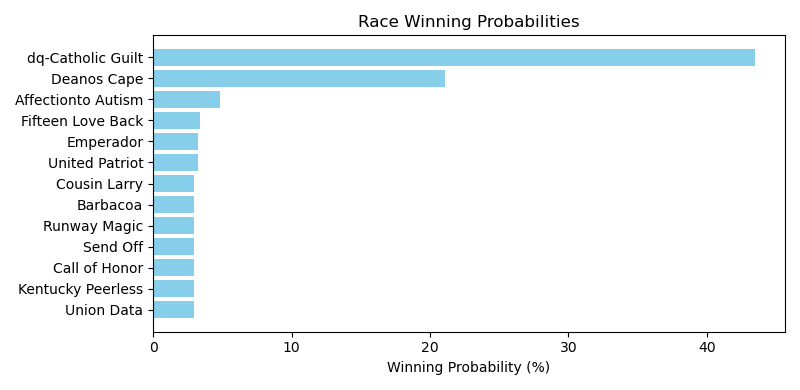 Race Winning Probabilities
dq-Catholic Guilt
Deanos Cape
Affectionto Autism
Fifteen Love Back
Emperador
United Patriot
Cousin Larry
Barbacoa
Runway Magic
Send Off
Call of Honor
Kentucky Peerless
Union Data
0 10 20 30 40
Winning Probability (%)